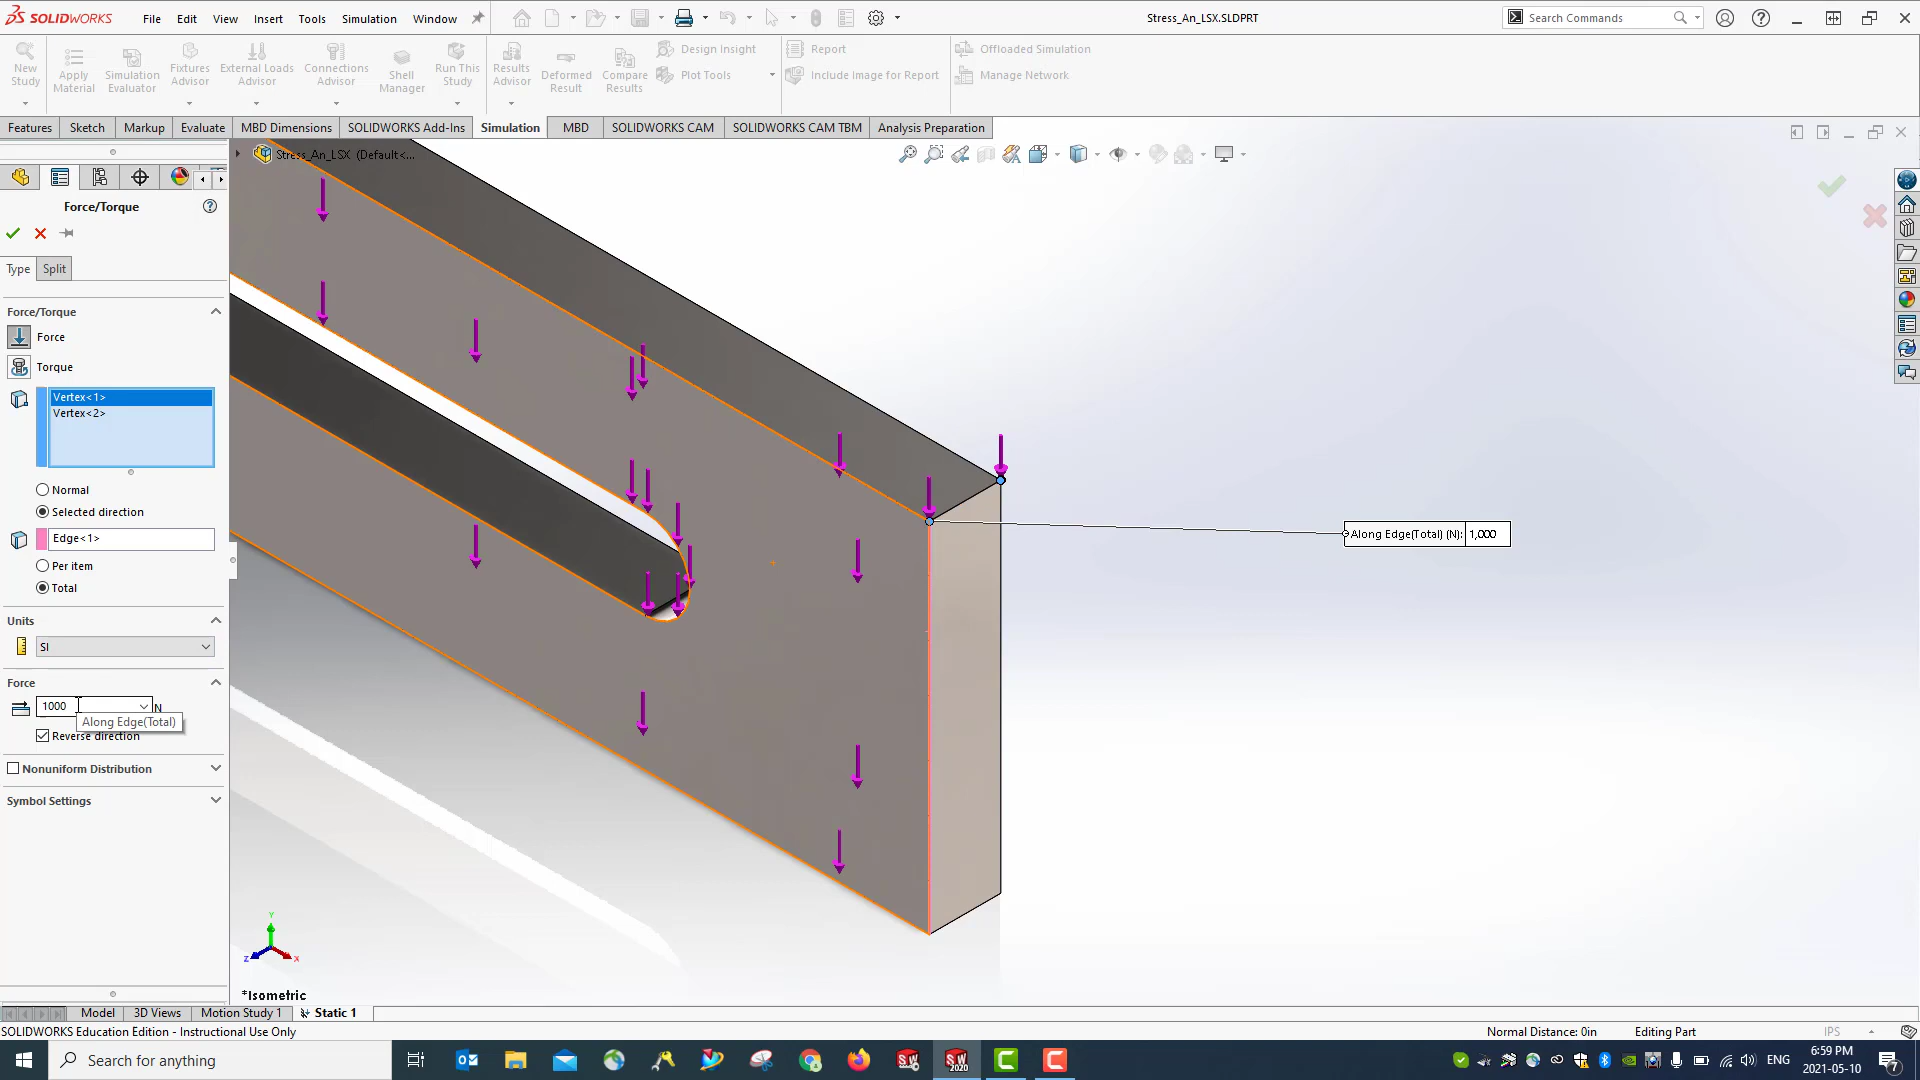 SOLIDWORKS File Edit View Insert Tools Simulation Window
Stress_An_LSX.SLDPRT
Search Commands
New Study
Apply Material
Simulation Evaluator
Fixtures Advisor
External Loads Advisor
Connections Advisor
Shell Manager
Run This Study
Results Advisor
Deformed Result
Compare Results
Design Insight
Plot Tools
Report
Include Image for Report
Offloaded Simulation
Manage Network
Features Sketch Markup Evaluate MBD Dimensions SOLIDWORKS Add-Ins Simulation MBD SOLIDWORKS CAM SOLIDWORKS CAM TBM Analysis Preparation
Stress_An_LSX (Default<...
Force/Torque
Type Split
Force/Torque
Force
Torque
Vertex<1>
Vertex<2>
Normal
Selected direction
Edge<1>
Per item
Total
Units
SI
Force
1000 N
Along Edge(Total)
Reverse direction
Nonuniform Distribution
Symbol Settings
Along Edge(Total) (N): 1,000
Y
Z X
*Isometric
Model 3D Views Motion Study 1 Static 1
SOLIDWORKS Education Edition - Instructional Use Only
Normal Distance: 0in Editing Part IPS
Search for anything
SW 2020
ENG
6:59 PM
2021-05-10
7